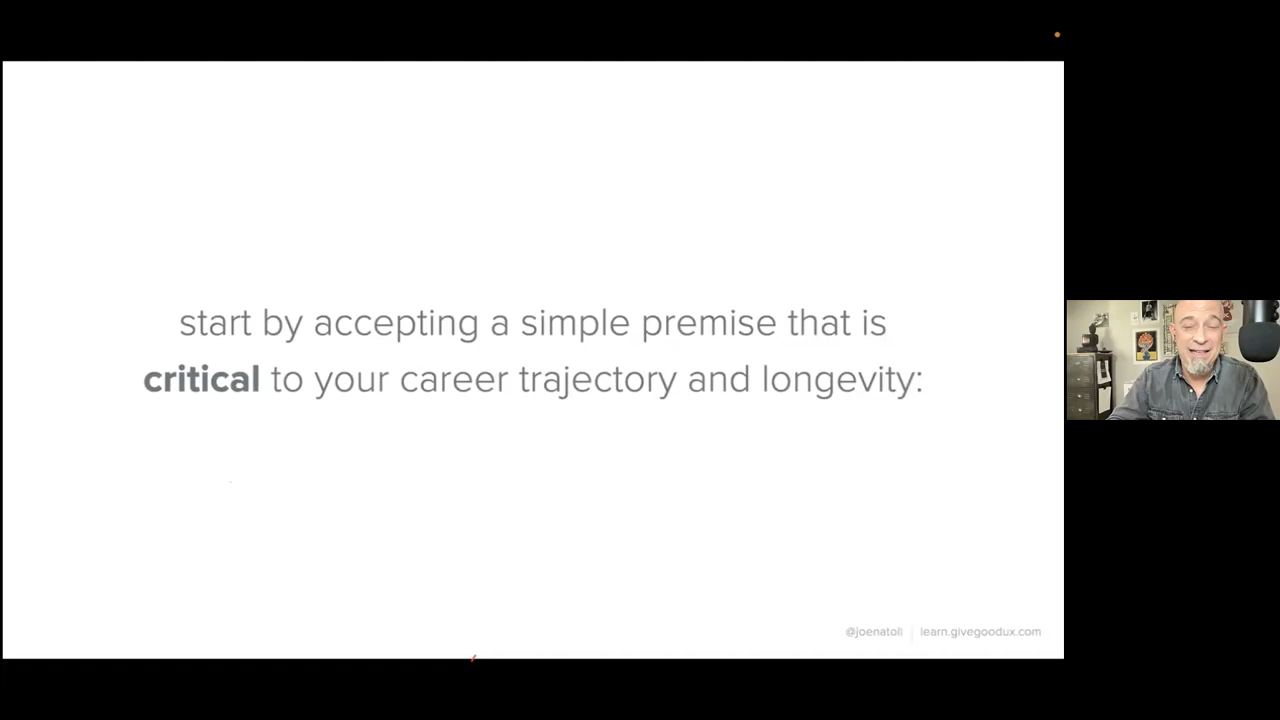 start by accepting a simple premise that is
critical to your career trajectory and longevity:
@joenatoli | learn.givegoodux.com